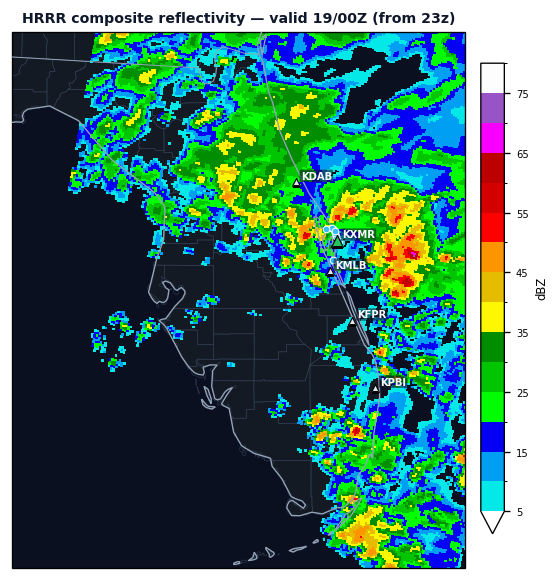 HRRR composite reflectivity — valid 19/00Z (from 23z)
KDAB
KXMR
KMLB
KFPR
KPBI
75
65
55
45
35
25
15
5
dBZ